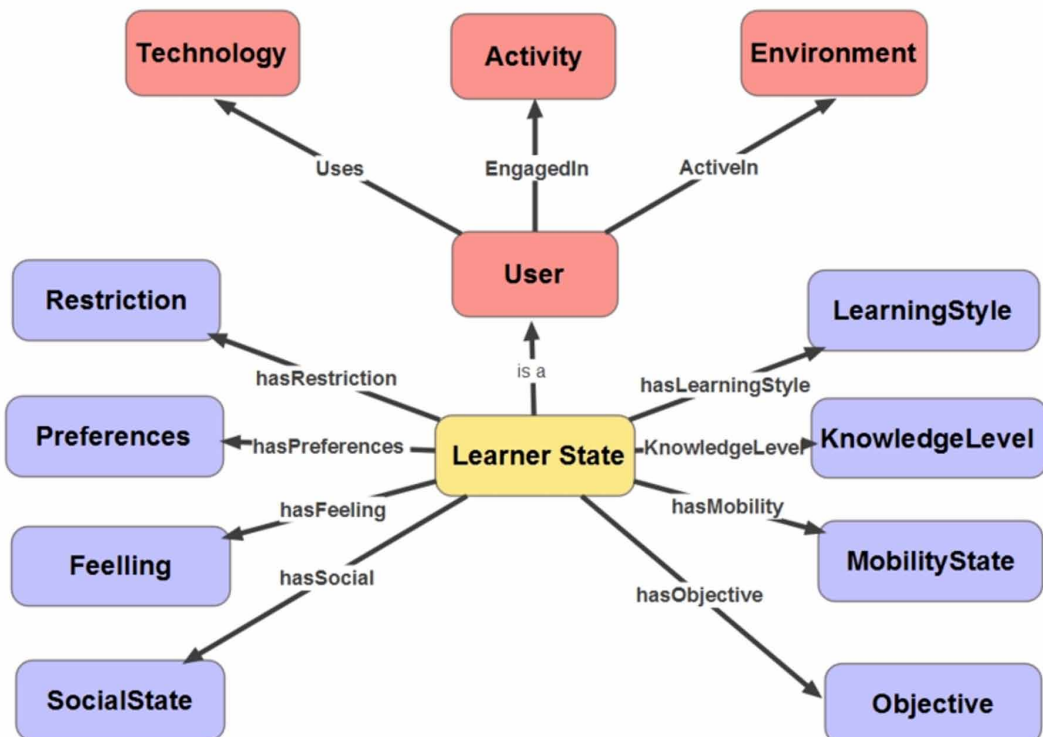 Technology
Activity
Environment
Uses
EngagedIn
ActiveIn
User
Restriction
LearningStyle
is a
hasRestriction
hasLearningStyle
Preferences
hasPreferences
Learner State
KnowledgeLevel
KnowledgeLevel
hasFeeling
hasMobility
Feelling
MobilityState
hasSocial
hasObjective
SocialState
Objective